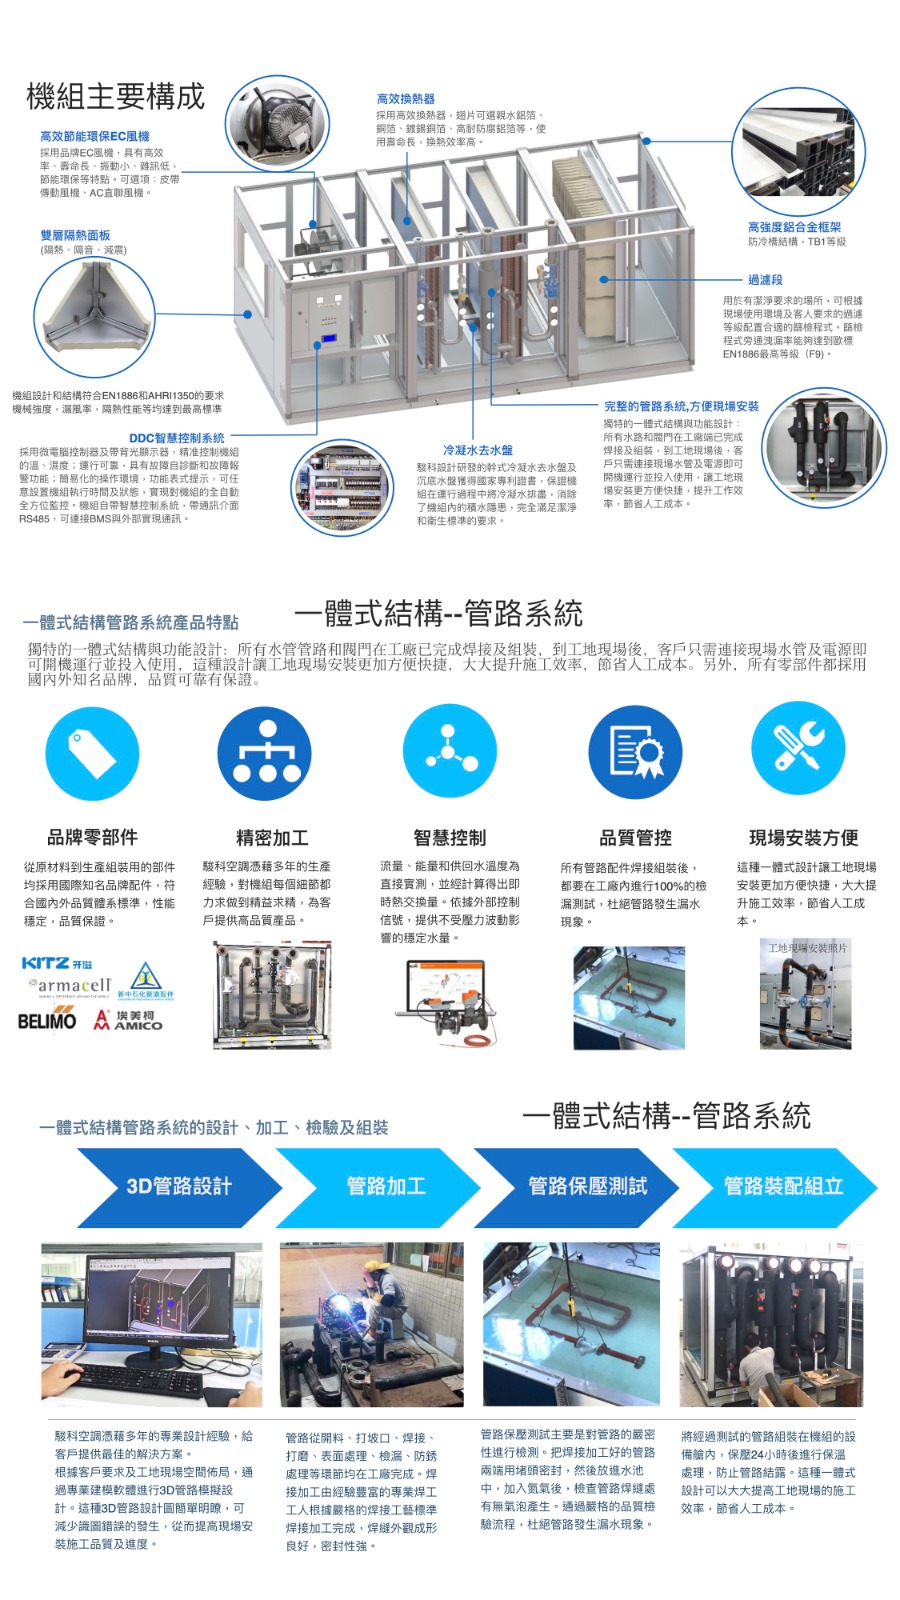 機組主要構成
高效節能環保EC風機
採用品牌EC風機，具有高效
率、壽命長、振動小、雜訊低，
節能環保等特點。可選項：皮帶
傳動風機、AC直聯風機。
高效換熱器
採用高效換熱器，翅片可選親水鋁箔、
銅箔、鍍錫銅箔、高耐防腐鋁箔等，使
用壽命長，換熱效率高。
高強度鋁合金框架
防冷橋結構，TB1等級
雙層隔熱面板
(隔熱、隔音、減震)
過濾段
用於有潔淨要求的場所，可根據
現場使用環境及客人要求的過濾
等級配置合適的篩檢程式。篩檢
程式旁通洩漏率能夠達到歐標
EN1886最高等級（F9)。
機組設計和結構符合EN1886和AHRI1350的要求
機械強度，漏風率，隔熱性能等均達到最高標準
DDC智慧控制系統
採用微電腦控制器及帶背光顯示器，精准控制機組
的溫、濕度；運行可靠，具有故障自診斷和故障報
警功能；簡易化的操作環境，功能表式提示，可任
意設置機組執行時間及狀態，實現對機組的全自動
全方位監控，機組自帶智慧控制系統，帶通訊介面
RS485，可連接BMS與外部實現通訊。
冷凝水去水盤
駿科設計研發的幹式冷凝水去水盤及
沉底水盤獲得國家專利證書，保證機
組在運行過程中將冷凝水排盡，消除
了機組內的積水隱患，完全滿足潔淨
和衛生標準的要求。
完整的管路系統,方便現場安裝
獨特的一體式結構與功能設計：
所有水路和閥門在工廠端已完成
焊接及組裝，到工地現場後，客
戶只需連接現場水管及電源即可
開機運行並投入使用，讓工地現
場安裝更方便快捷，提升工作效
率，節省人工成本。
一體式結構--管路系統
一體式結構管路系統產品特點
獨特的一體式結構與功能設計；所有水管管路和閥門在工廠已完成焊接及組裝，到工地現場後，客戶只需連接現場水管及電源即
可開機運行並投入使用，這種設計讓工地現場安裝更加方便快捷，大大提升施工效率，節省人工成本。另外，所有零部件都採用
國內外知名品牌，品質可靠有保證。
品牌零部件
從原材料到生產組裝用的部件
均採用國際知名品牌配件，符
合國內外品質體系標準，性能
穩定，品質保證。
KITZ 开滋
armacell
新中石化管道配件
BELIMO
埃美柯
AMICO
精密加工
駿科空調憑藉多年的生產
經驗，對機組每個細節都
力求做到精益求精，為客
戶提供高品質產品。
智慧控制
流量、能量和供回水溫度為
直接實測，並經計算得出即
時熱交換量。依據外部控制
信號，提供不受壓力波動影
響的穩定水量。
品質管控
所有管路配件焊接組裝後，
都要在工廠內進行100%的檢
漏測試，杜絕管路發生漏水
現象。
現場安裝方便
這種一體式設計讓工地現場
安裝更加方便快捷，大大提
升施工效率，節省人工成
本。
工地現場安裝照片
一體式結構--管路系統
一體式結構管路系統的設計、加工、檢驗及組裝
3D管路設計
管路加工
管路保壓測試
管路裝配組立
駿科空調憑藉多年的專業設計經驗，給
客戶提供最佳的解決方案。
根據客戶要求及工地現場空間佈局，通
過專業建模軟體進行3D管路模擬設
計。這種3D管路設計圖簡單明瞭，可
減少識圖錯誤的發生，從而提高現場安
裝施工品質及進度。
管路從開料、打坡口、焊接、
打磨、表面處理、檢漏、防銹
處理等環節均在工廠完成。焊
接加工由經驗豐富的專業焊工
工人根據嚴格的焊接工藝標準
焊接加工完成，焊縫外觀成形
良好，密封性強。
管路保壓測試主要是對管路的嚴密
性進行檢測。把焊接加工好的管路
兩端用堵頭密封，然後放進水池
中，加入氮氣後，檢查管路焊縫處
有無氣泡產生。通過嚴格的品質檢
驗流程，杜絕管路發生漏水現象。
將經過測試的管路組裝在機組的設
備艙內，保壓24小時後進行保溫
處理，防止管路結露。這種一體式
設計可以大大提高工地現場的施工
效率，節省人工成本。